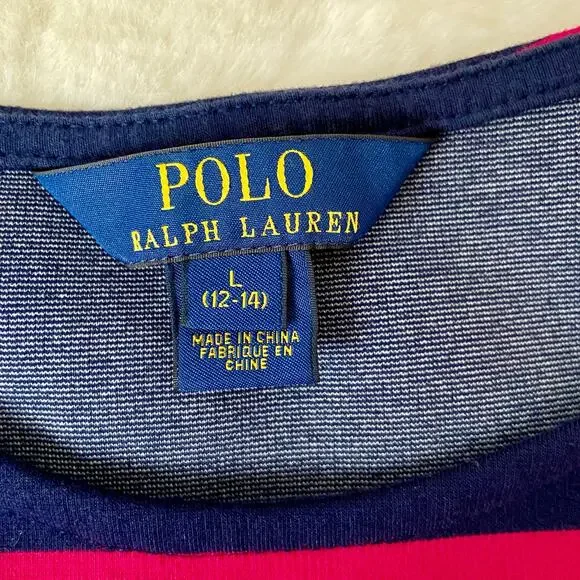 POLO
RALPH LAUREN
L
(12-14)
MADE IN CHINA
FABRIQUE EN
CHINE